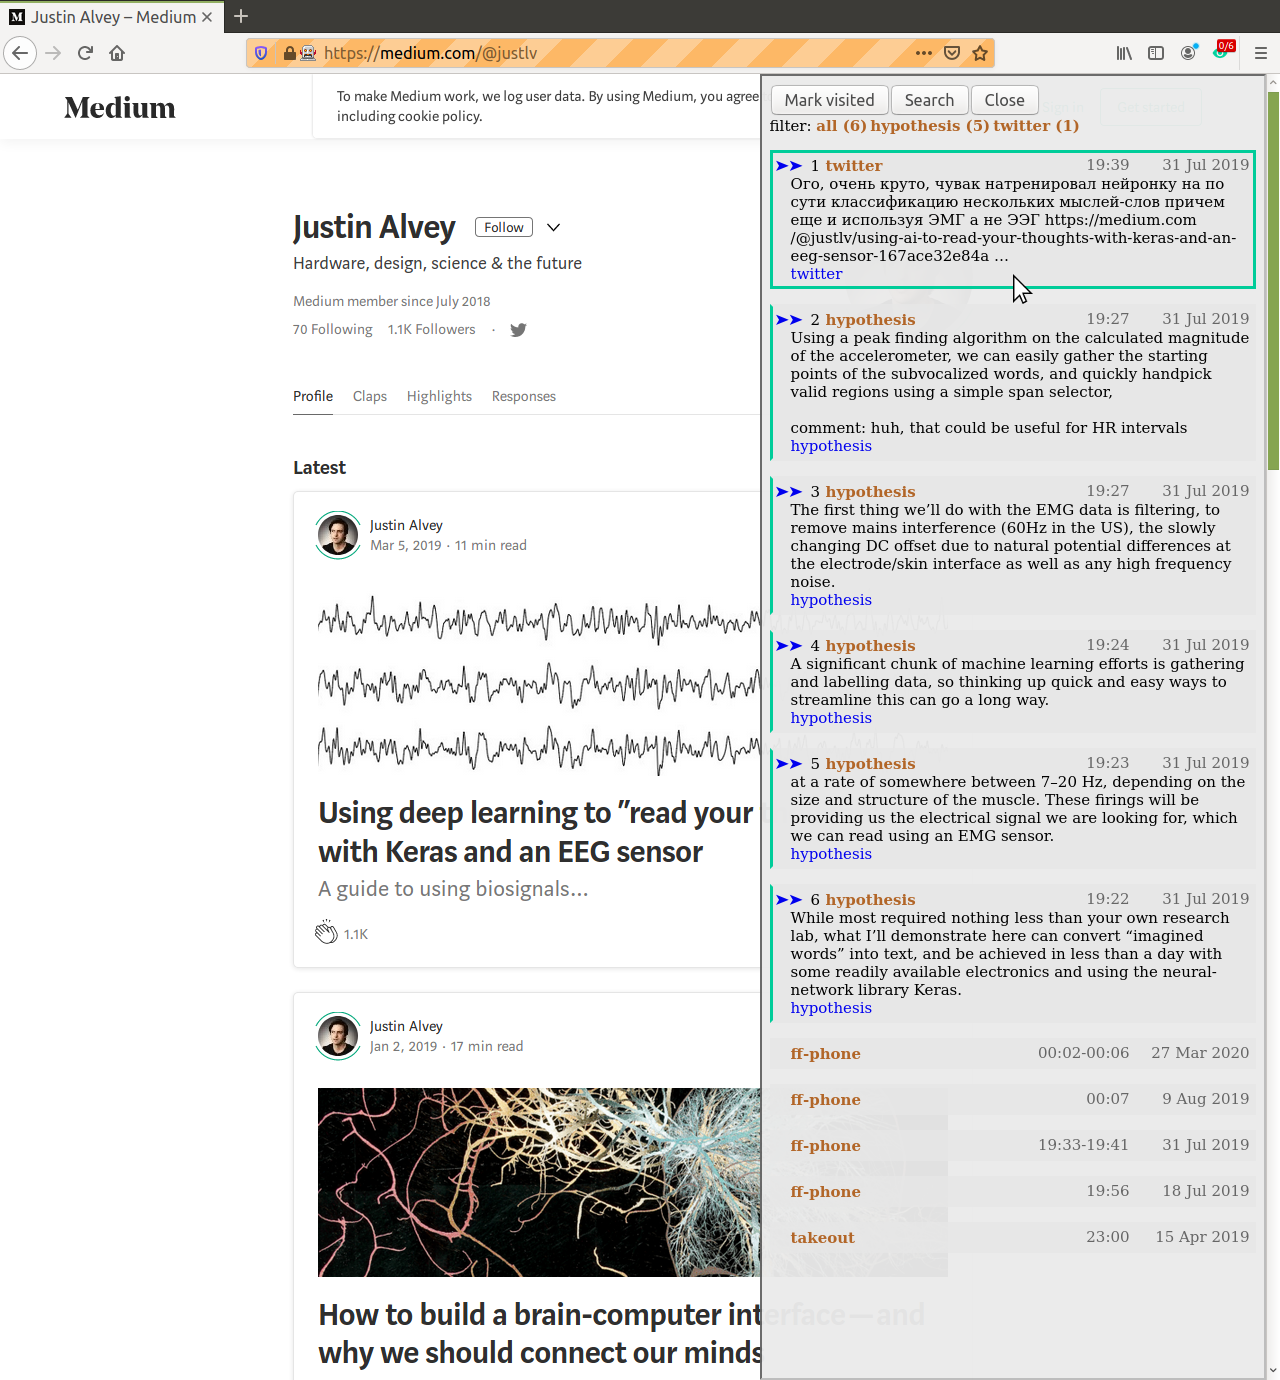 Justin Alvey – Medium
https://medium.com/@justlv
0/6
Medium
To make Medium work, we log user data. By using Medium, you agree
including cookie policy.
Sign in
Get started
Justin Alvey
Follow
Hardware, design, science & the future
Medium member since July 2018
70 Following 1.1K Followers ·
Profile Claps Highlights Responses
Latest
Justin Alvey
Mar 5, 2019 · 11 min read
Using deep learning to "read your t
with Keras and an EEG sensor
A guide to using biosignals...
1.1K
Justin Alvey
Jan 2, 2019 · 17 min read
How to build a brain-computer interface — and
why we should connect our minds
Mark visited Search Close
filter: all (6) hypothesis (5) twitter (1)
1 twitter 19:39 31 Jul 2019
Ого, очень круто, чувак натренировал нейронку на по
сути классификацию нескольких мыслей-слов причем
еще и используя ЭМГ а не ЭЭГ https://medium.com
/@justlv/using-ai-to-read-your-thoughts-with-keras-and-an-
eeg-sensor-167ace32e84a …
twitter
2 hypothesis 19:27 31 Jul 2019
Using a peak finding algorithm on the calculated magnitude
of the accelerometer, we can easily gather the starting
points of the subvocalized words, and quickly handpick
valid regions using a simple span selector,
comment: huh, that could be useful for HR intervals
hypothesis
3 hypothesis 19:27 31 Jul 2019
The first thing we’ll do with the EMG data is filtering, to
remove mains interference (60Hz in the US), the slowly
changing DC offset due to natural potential differences at
the electrode/skin interface as well as any high frequency
noise.
hypothesis
4 hypothesis 19:24 31 Jul 2019
A significant chunk of machine learning efforts is gathering
and labelling data, so thinking up quick and easy ways to
streamline this can go a long way.
hypothesis
5 hypothesis 19:23 31 Jul 2019
at a rate of somewhere between 7–20 Hz, depending on the
size and structure of the muscle. These firings will be
providing us the electrical signal we are looking for, which
we can read using an EMG sensor.
hypothesis
6 hypothesis 19:22 31 Jul 2019
While most required nothing less than your own research
lab, what I’ll demonstrate here can convert “imagined
words” into text, and be achieved in less than a day with
some readily available electronics and using the neural-
network library Keras.
hypothesis
ff-phone 00:02-00:06 27 Mar 2020
ff-phone 00:07 9 Aug 2019
ff-phone 19:33-19:41 31 Jul 2019
ff-phone 19:56 18 Jul 2019
takeout 23:00 15 Apr 2019